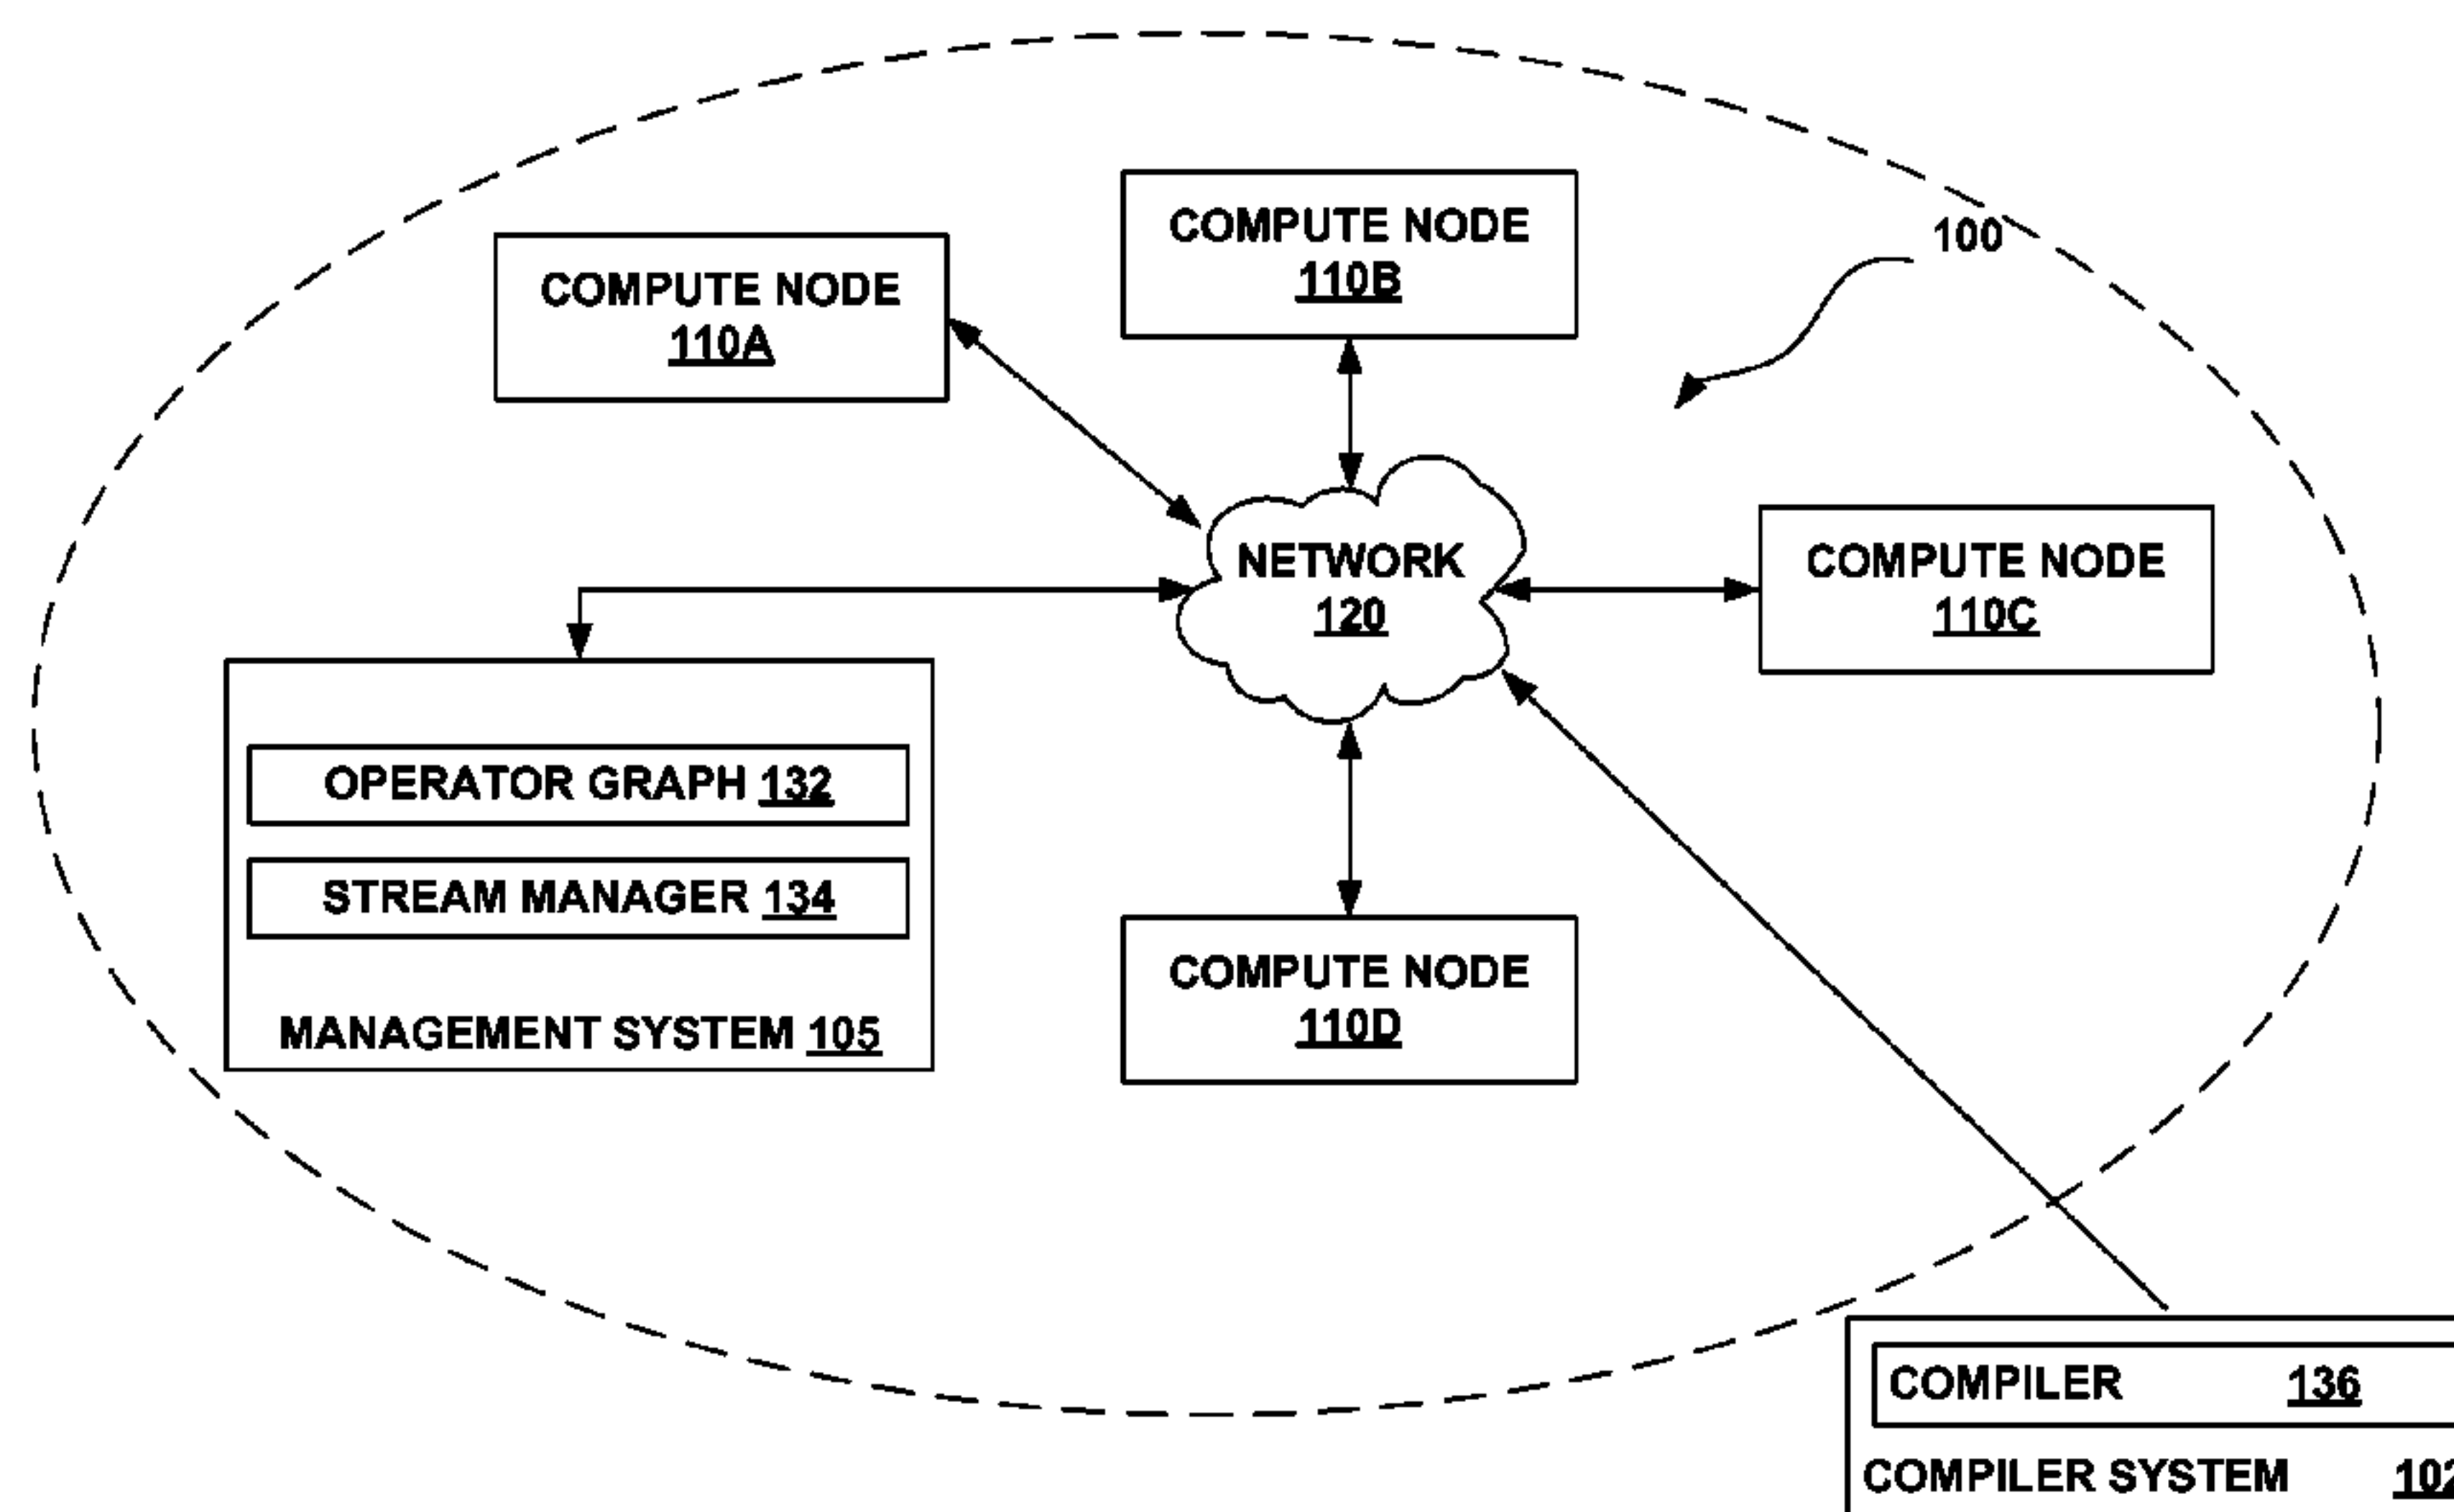 COMPUTE NODE
110B
100
COMPUTE NODE
110A
NETWORK
120
COMPUTE NODE
110C
OPERATOR GRAPH 132
STREAM MANAGER 134
MANAGEMENT SYSTEM 105
COMPUTE NODE
110D
COMPILER 136
COMPILER SYSTEM 102